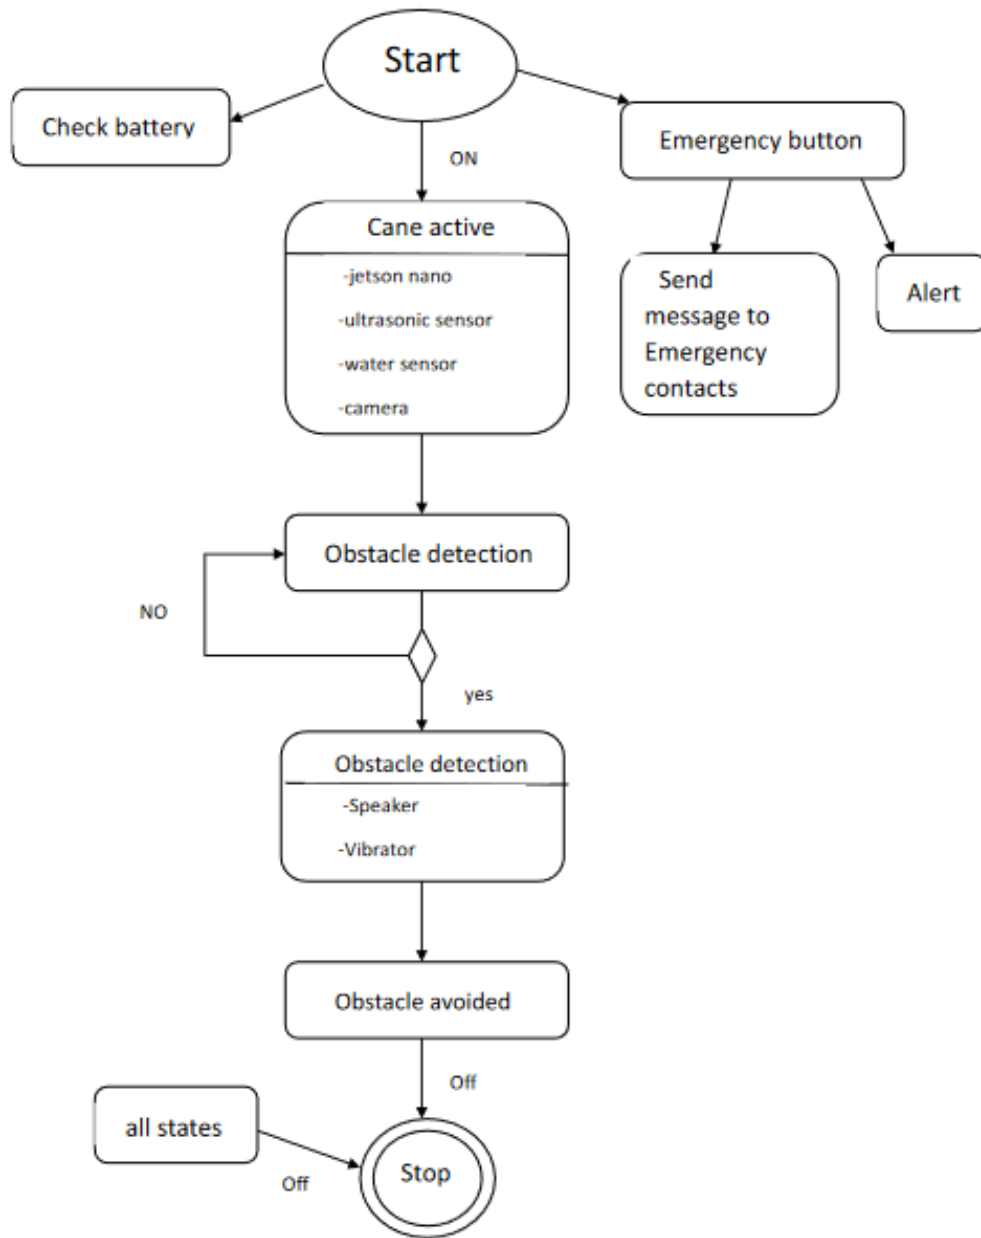 Start
Check battery
Emergency button
ON
Cane active
-jetson nano
-ultrasonic sensor
-water sensor
-camera
Send
message to
Emergency
contacts
Alert
Obstacle detection
NO
yes
Obstacle detection
-Speaker
-Vibrator
Obstacle avoided
Off
all states
Off
Stop